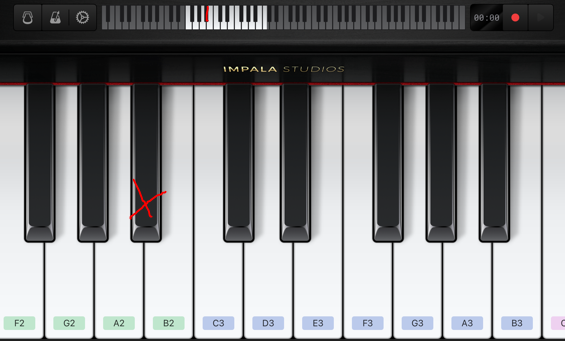 00:00
IMPALA STUDIOS
F2 G2 A2 B2 C3 D3 E3 F3 G3 A3 B3 C